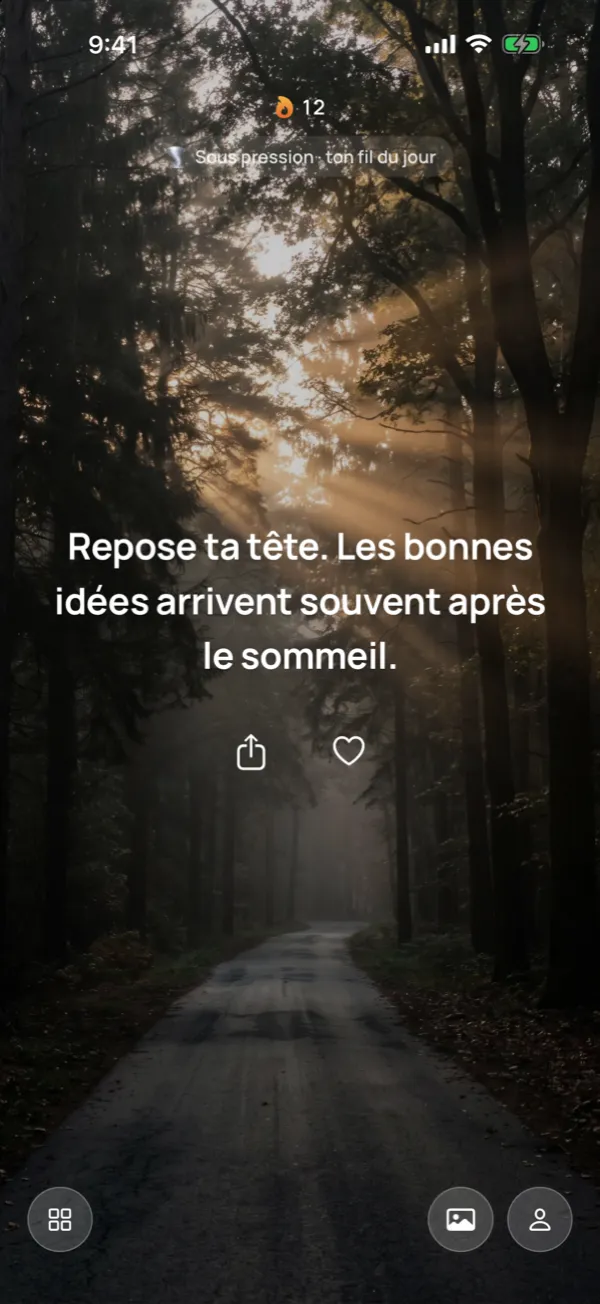 9:41
12
Sous pression · ton fil du jour
Repose ta tête. Les bonnes
idées arrivent souvent après
le sommeil.